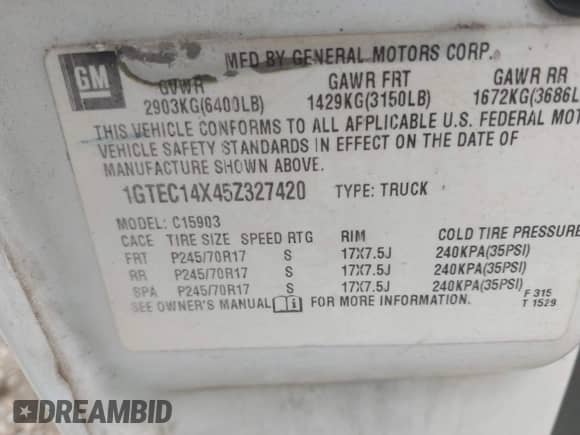 GM
MFD BY GENERAL MOTORS CORP.
GVWR GAWR FRT GAWR RR
2903KG(6400LB) 1429KG(3150LB) 1672KG(3686L
THIS VEHICLE CONFORMS TO ALL APPLICABLE U.S. FEDERAL MOT
VEHICLE SAFETY STANDARDS IN EFFECT ON THE DATE OF
MANUFACTURE SHOWN ABOVE.
1GTEC14X45Z327420 TYPE: TRUCK
MODEL: C15903
CACE TIRE SIZE SPEED RTG RIM COLD TIRE PRESSURE
FRT P245/70R17 S 17X7.5J 240KPA(35PSI)
RR P245/70R17 S 17X7.5J 240KPA(35PSI)
SPA P245/70R17 S 17X7.5J 240KPA(35PSI)
SEE OWNER'S MANUAL FOR MORE INFORMATION.
F 315
T 1529
DREAMBID